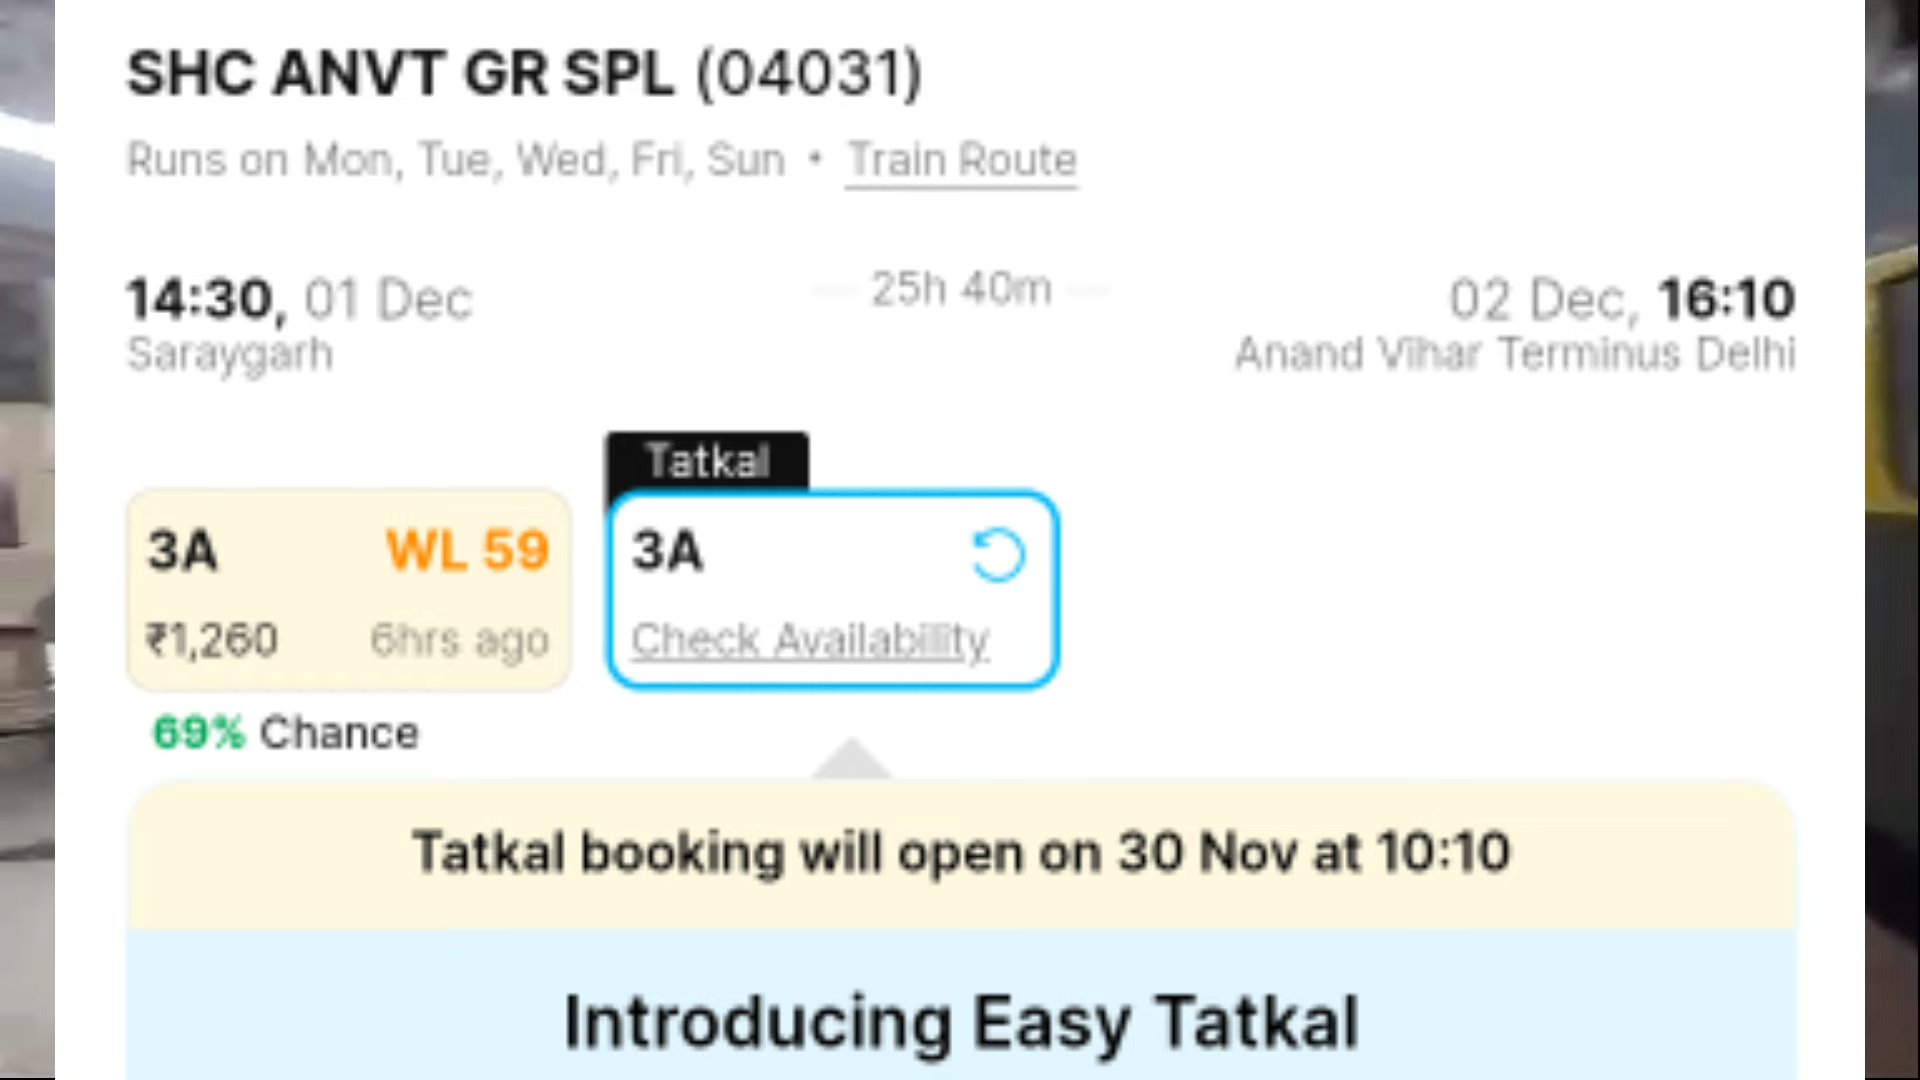 SHC ANVT GR SPL (04031)
Runs on Mon, Tue, Wed, Fri, Sun • Train Route
14:30, 01 Dec
25h 40m
02 Dec, 16:10
Saraygarh
Anand Vihar Terminus Delhi
Tatkal
3A WL 59
₹1,260 6hrs ago
3A
Check Availability
69% Chance
Tatkal booking will open on 30 Nov at 10:10
Introducing Easy Tatkal